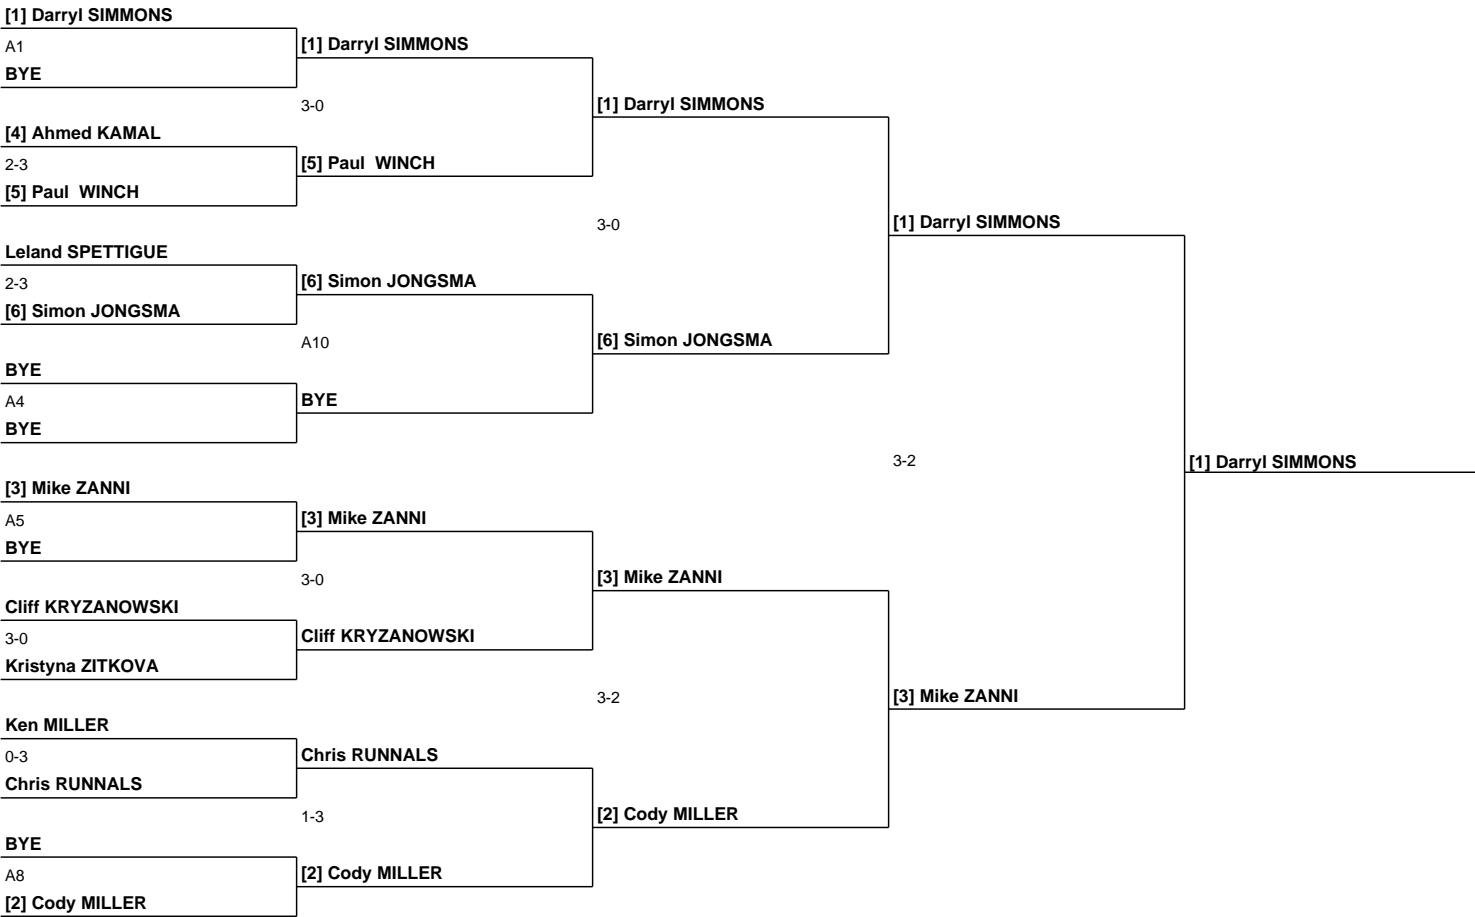 [1] Darryl SIMMONS
A1
[1] Darryl SIMMONS
BYE
3-0
[1] Darryl SIMMONS
[4] Ahmed KAMAL
2-3
[5] Paul  WINCH
[5] Paul  WINCH
3-0
[1] Darryl SIMMONS
Leland SPETTIGUE
2-3
[6] Simon JONGSMA
[6] Simon JONGSMA
A10
[6] Simon JONGSMA
BYE
A4
BYE
BYE
3-2
[1] Darryl SIMMONS
[3] Mike ZANNI
A5
[3] Mike ZANNI
BYE
3-0
[3] Mike ZANNI
Cliff KRYZANOWSKI
3-0
Cliff KRYZANOWSKI
Kristyna ZITKOVA
3-2
[3] Mike ZANNI
Ken MILLER
0-3
Chris RUNNALS
Chris RUNNALS
1-3
[2] Cody MILLER
BYE
A8
[2] Cody MILLER
[2] Cody MILLER